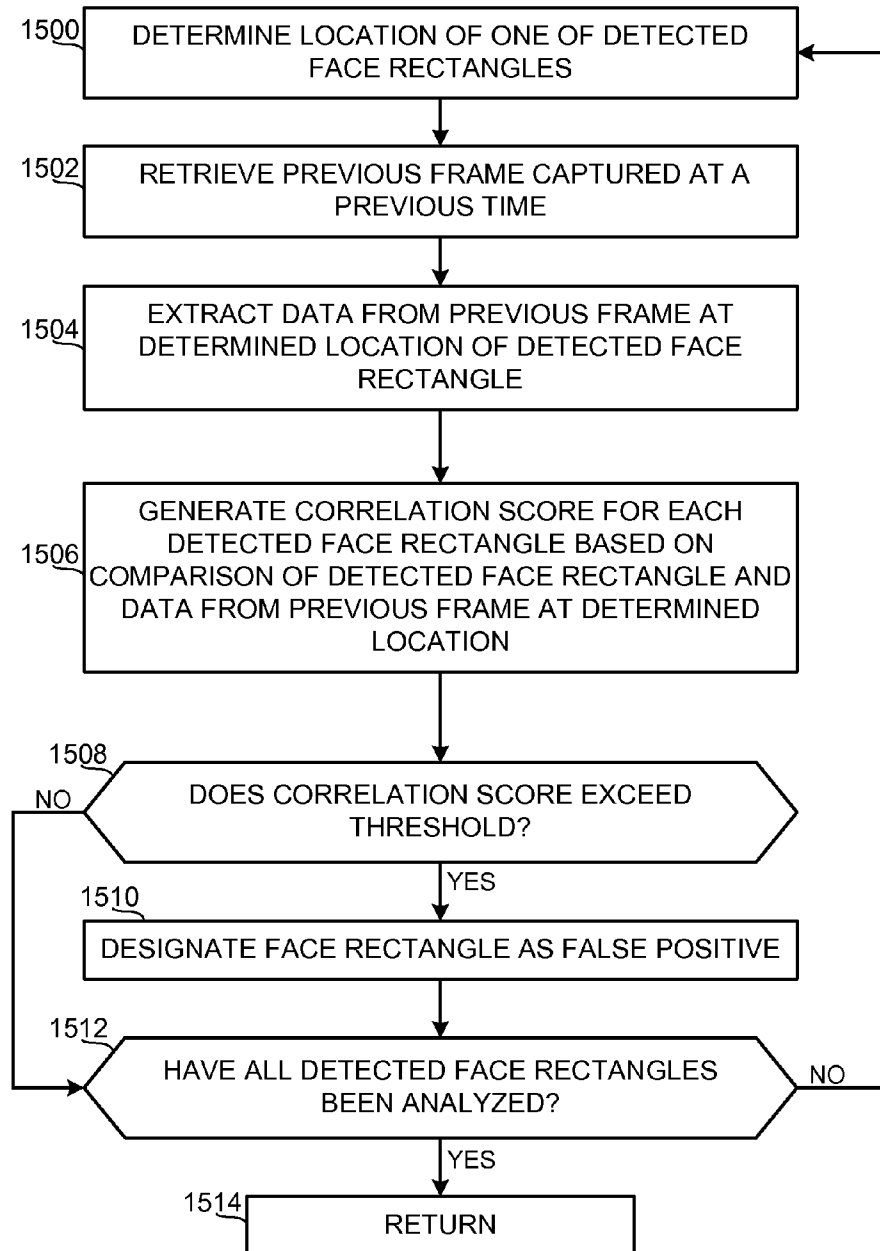 1500
DETERMINE LOCATION OF ONE OF DETECTED
FACE RECTANGLES
1502
RETRIEVE PREVIOUS FRAME CAPTURED AT A
PREVIOUS TIME
1504
EXTRACT DATA FROM PREVIOUS FRAME AT
DETERMINED LOCATION OF DETECTED FACE
RECTANGLE
1506
GENERATE CORRELATION SCORE FOR EACH
DETECTED FACE RECTANGLE BASED ON
COMPARISON OF DETECTED FACE RECTANGLE AND
DATA FROM PREVIOUS FRAME AT DETERMINED
LOCATION
1508
NO
DOES CORRELATION SCORE EXCEED
THRESHOLD?
YES
1510
DESIGNATE FACE RECTANGLE AS FALSE POSITIVE
1512
HAVE ALL DETECTED FACE RECTANGLES
BEEN ANALYZED?
NO
YES
1514
RETURN